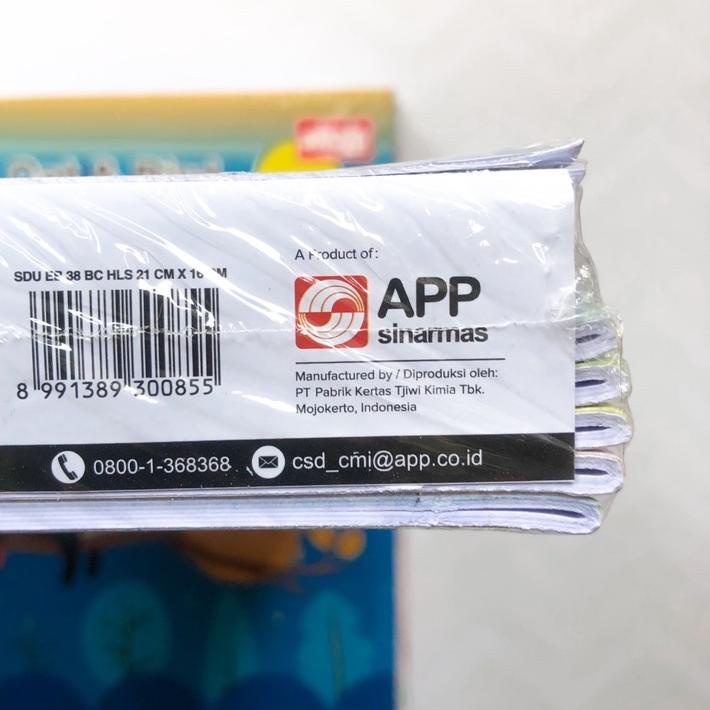 A Product of:
SDU EB 38 BC HLS 21 CM X 16 CM
APP
sinarmas
8 991389 300855
Manufactured by / Diproduksi oleh:
PT Pabrik Kertas Tjiwi Kimia Tbk.
Mojokerto, Indonesia
0800-1-368368
csd_cmi@app.co.id